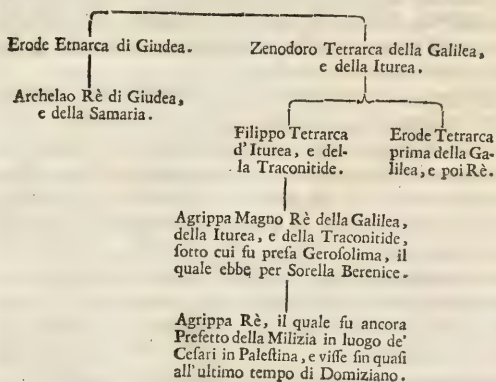 Erode Etnarca di Giudea.
Zenodoro Tetrarca della Galilea,
e della Iturea.
Archelao Rè di Giudea,
e della Samaria.
Filippo Tetrarca
d'Iturea, e del-
la Traconitide.
Erode Tetrarca
prima della Ga-
lilea, e poi Rè.
Agrippa Magno Rè della Galilea,
della Iturea, e della Traconitide,
ſotto cui fu preſa Geroſolima, il
quale ebbe per Sorella Berenice.
Agrippa Rè, il quale fu ancora
Prefetto della Milizia in luogo de'
Ceſari in Paleſtina, e viſſe ſin quaſi
all'ultimo tempo di Domiziano.